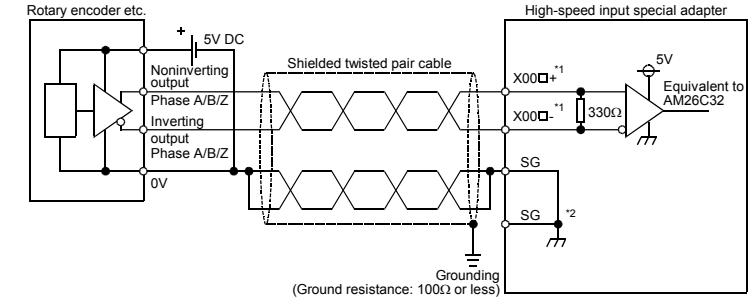 Rotary encoder etc.
High-speed input special adapter
5V DC
Noninverting
output
Phase A/B/Z
Inverting
output
Phase A/B/Z
0V
Shielded twisted pair cable
X00□+*1
X00□-*1
330Ω
5V
Equivalent to
AM26C32
SG
SG
*2
Grounding
(Ground resistance: 100Ω or less)